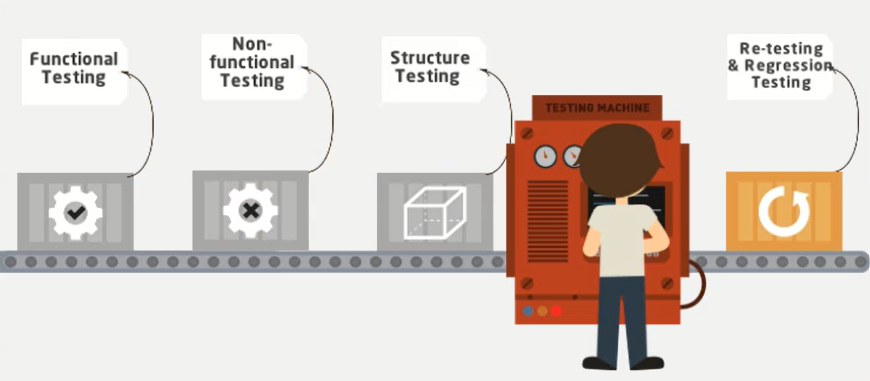 Functional
Testing
Non-
functional
Testing
Structure
Testing
TESTING MACHINE
Re-testing
& Regression
Testing